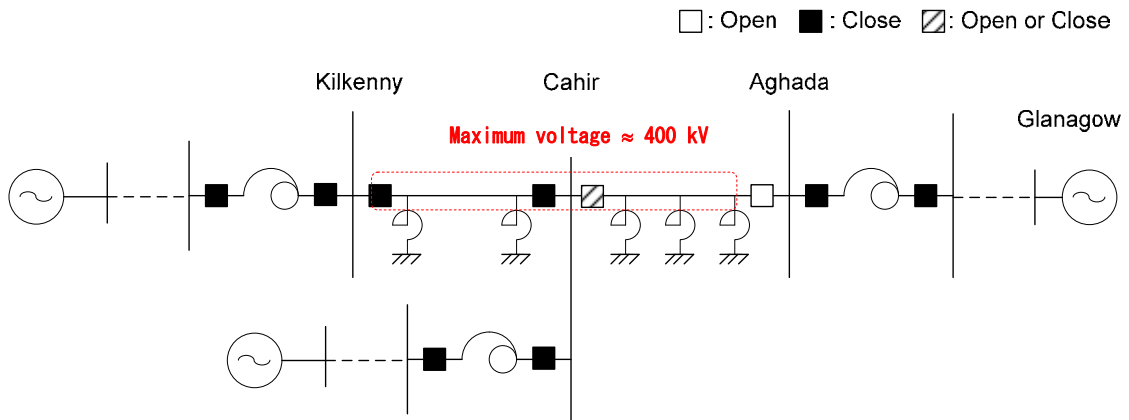 : Open : Close : Open or Close
Kilkenny Cahir Aghada
Glanagow
Maximum voltage ≈ 400 kV